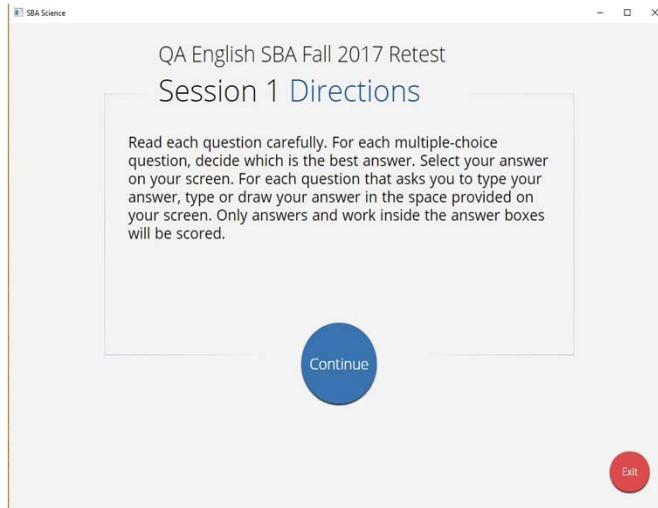 SBA Science
QA English SBA Fall 2017 Retest
Session 1 Directions
Read each question carefully. For each multiple-choice
question, decide which is the best answer. Select your answer
on your screen. For each question that asks you to type your
answer, type or draw your answer in the space provided on
your screen. Only answers and work inside the answer boxes
will be scored.
Continue
Exit